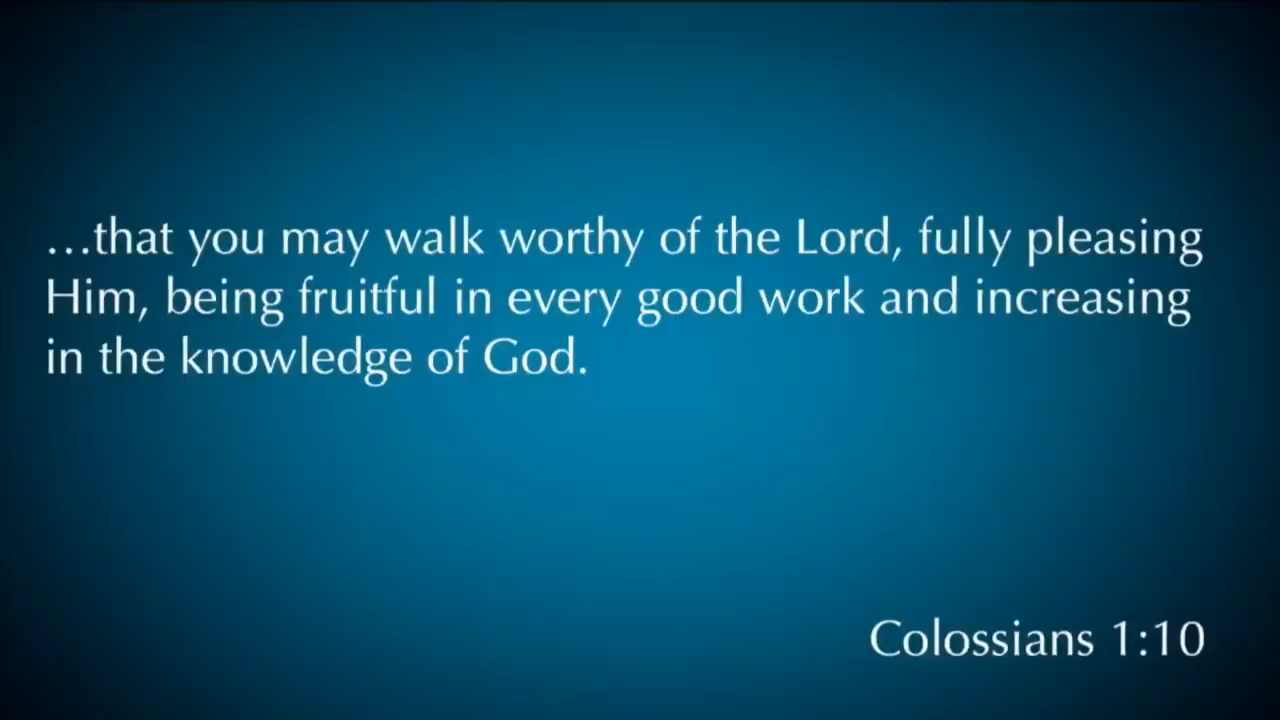 …that you may walk worthy of the Lord, fully pleasing
Him, being fruitful in every good work and increasing
in the knowledge of God.
Colossians 1:10